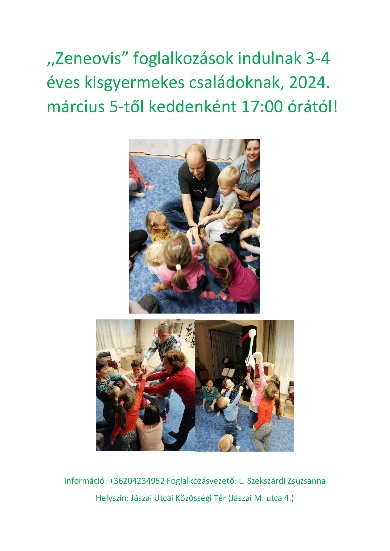 „Zeneovis” foglalkozások indulnak 3-4
éves kisgyermekes családoknak, 2024.
március 5-től keddenként 17:00 órától!
Információ: +36204234952 Foglalkozásvezető: L. Szekszárdi Zsuzsanna
Helyszín: Jászai Utcai Közösségi Tér (Jászai M. utca 4.)